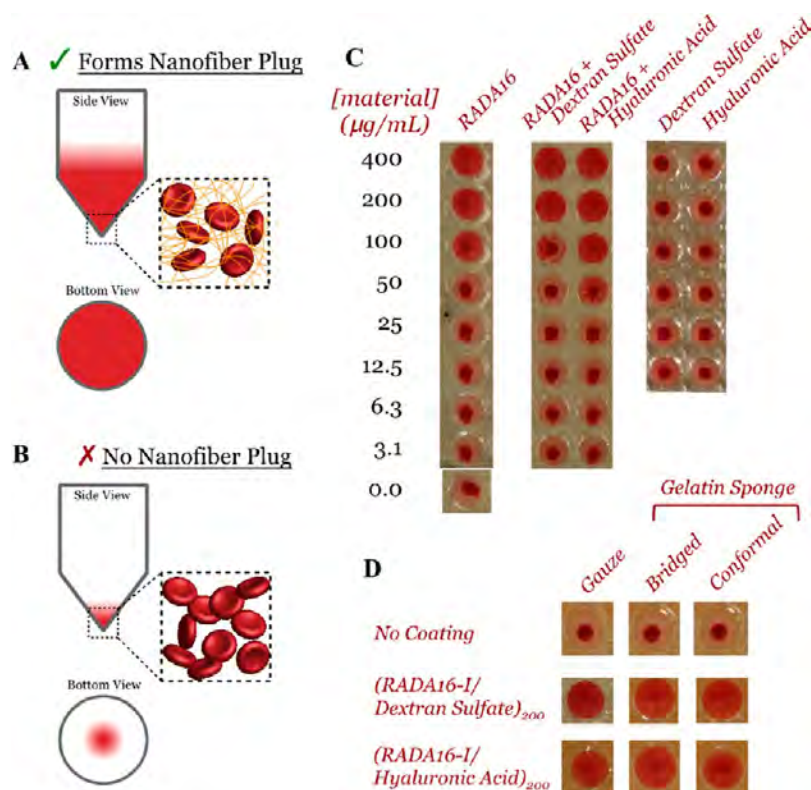 A ✓ Forms Nanofiber Plug
Side View
Bottom View
B ✗ No Nanofiber Plug
Side View
Bottom View
C
[material]
(µg/mL)
RADA16
RADA16 +
Dextran Sulfate
RADA16 +
Hyaluronic Acid
Dextran Sulfate
Hyaluronic Acid
400
200
100
50
25
12.5
6.3
3.1
0.0
D
Gelatin Sponge
Gauze
Bridged
Conformal
No Coating
(RADA16-I/
Dextran Sulfate)200
(RADA16-I/
Hyaluronic Acid)200